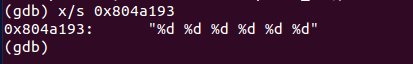 (gdb) x/s 0x804a193
0x804a193:      "%d %d %d %d %d %d"
(gdb)